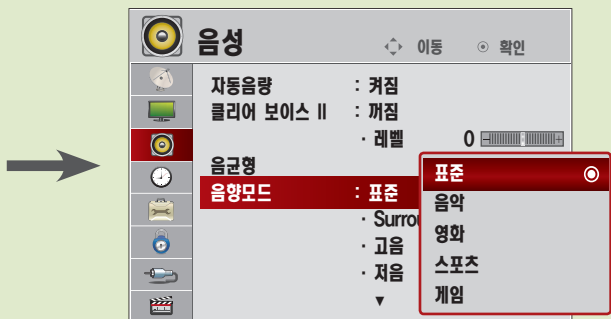 음성 이동 확인
자동음량 : 켜짐
클리어 보이스 II : 꺼짐
· 레벨 0 - +
음균형
음향모드 : 표준
· Surrou
· 고음
· 저음
▼
표준
음악
영화
스포츠
게임